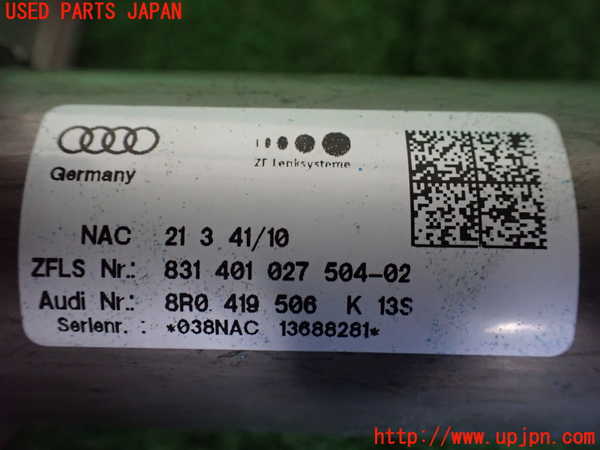 USED PARTS JAPAN
Germany
ZF Lenksysteme
NAC 21 3 41/10
ZFLS Nr.: 831 401 027 504-02
Audi Nr.: 8R0 419 506 K 13S
Serienr. : *038NAC 13688281*
http://www.upjpn.com/